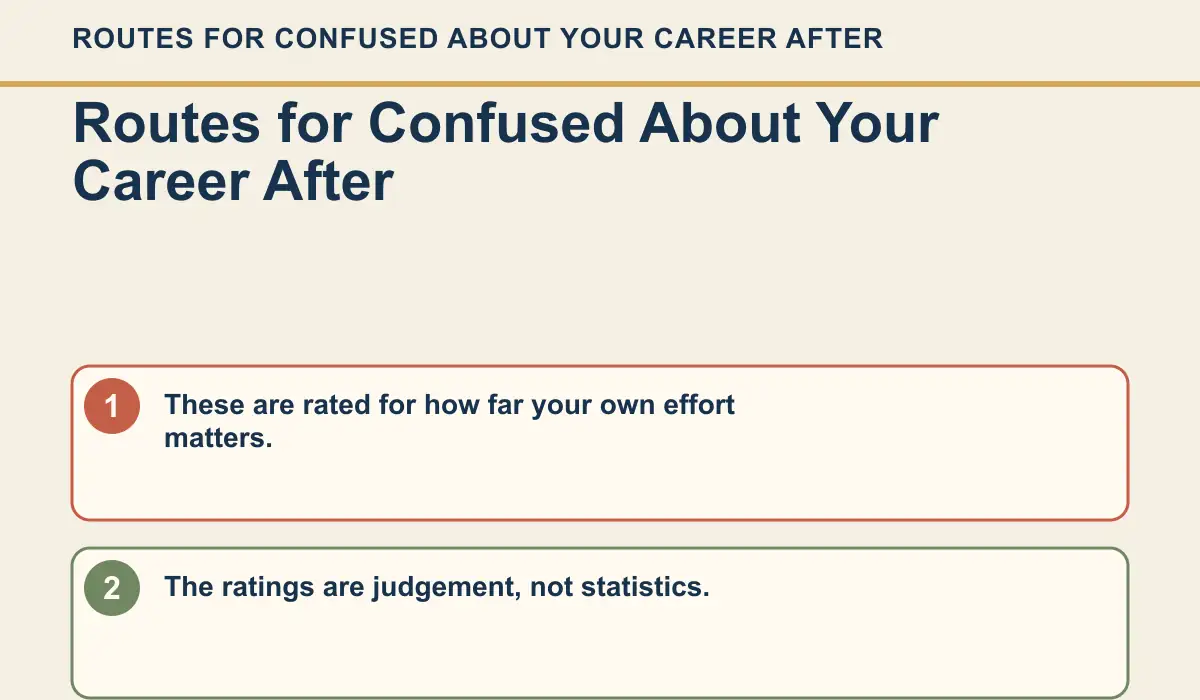 ROUTES FOR CONFUSED ABOUT YOUR CAREER AFTER
Routes for Confused About Your
Career After
1
These are rated for how far your own effort
matters.
2
The ratings are judgement, not statistics.